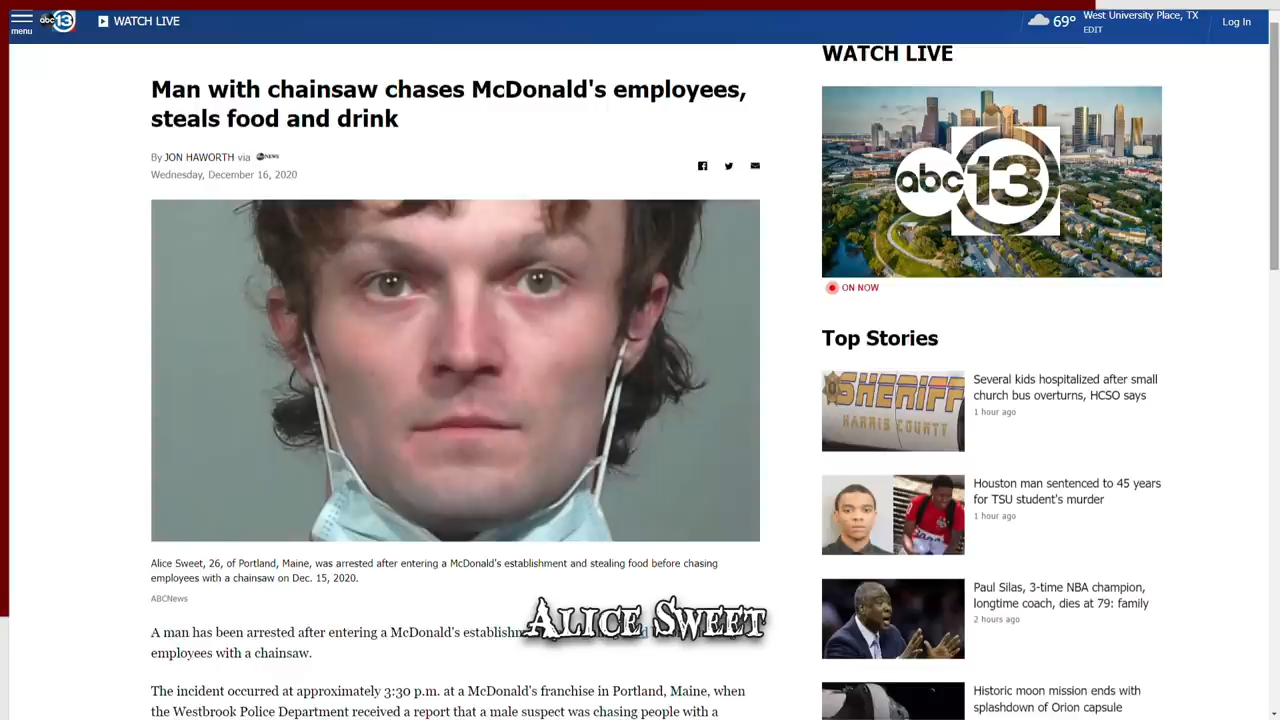 menu
abc 13
WATCH LIVE
69°
West University Place, TX
EDIT
Log In
Man with chainsaw chases McDonald's employees,
steals food and drink
By JON HAWORTH via abc NEWS
Wednesday, December 16, 2020
Alice Sweet, 26, of Portland, Maine, was arrested after entering a McDonald's establishment and stealing food before chasing
employees with a chainsaw on Dec. 15, 2020.
ABCNews
A man has been arrested after entering a McDonald's
ALICE SWEET
employees with a chainsaw.
The incident occurred at approximately 3:30 p.m. at a McDonald's franchise in Portland, Maine, when
the Westbrook Police Department received a report that a male suspect was chasing people with a
WATCH LIVE
abc 13
ON NOW
Top Stories
SHERIFF
HARRIS COUNTY
Several kids hospitalized after small
church bus overturns, HCSO says
1 hour ago
Houston man sentenced to 45 years
for TSU student's murder
1 hour ago
Paul Silas, 3-time NBA champion,
longtime coach, dies at 79: family
2 hours ago
Historic moon mission ends with
splashdown of Orion capsule